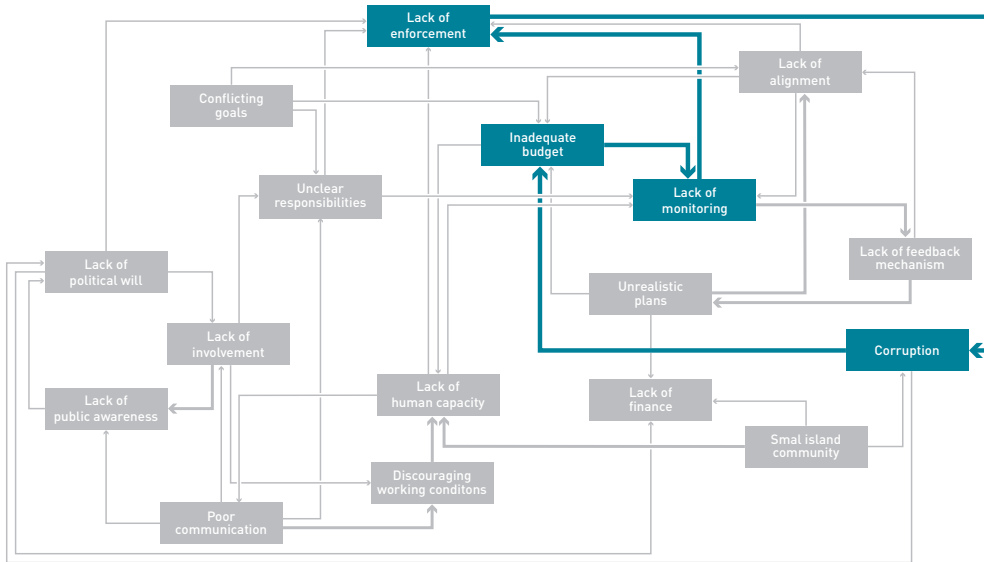 Lack of
enforcement
Lack of
alignment
Conflicting
goals
Inadequate
budget
Unclear
responsibilities
Lack of
monitoring
Lack of feedback
mechanism
Lack of
political will
Unrealistic
plans
Lack of
involvement
Corruption
Lack of
human capacity
Lack of
finance
Lack of
public awareness
Smal island
community
Discouraging
working conditons
Poor
communication